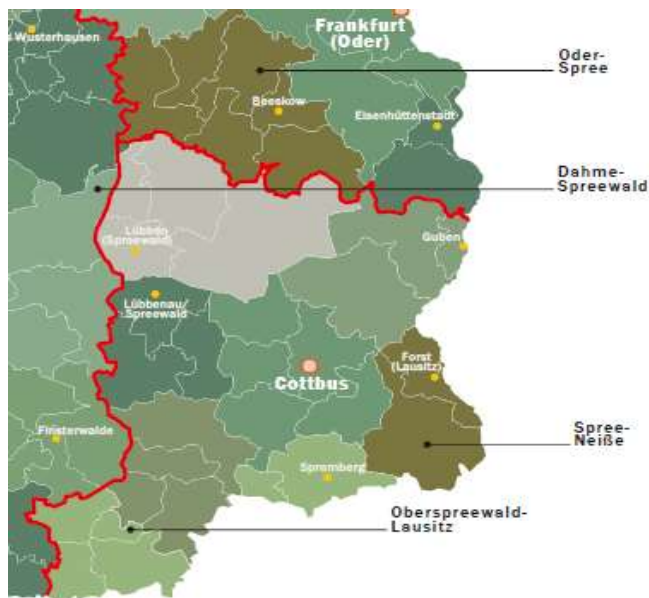 Frankfurt
(Oder)
s Wusterhausen
Oder-
Spree
Beeskow
Eisenhüttenstadt
Dahme-
Spreewald
Lübben
(Spreewald)
Guben
Lübbenau/
Spreewald
Forst
(Lausitz)
Cottbus
Finsterwalde
Spree-
Neiße
Spremberg
Oberspreewald-
Lausitz